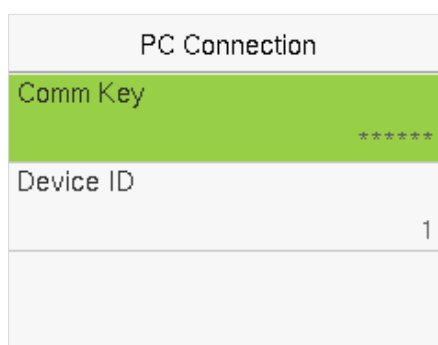 PC Connection
Comm Key
******
Device ID
1